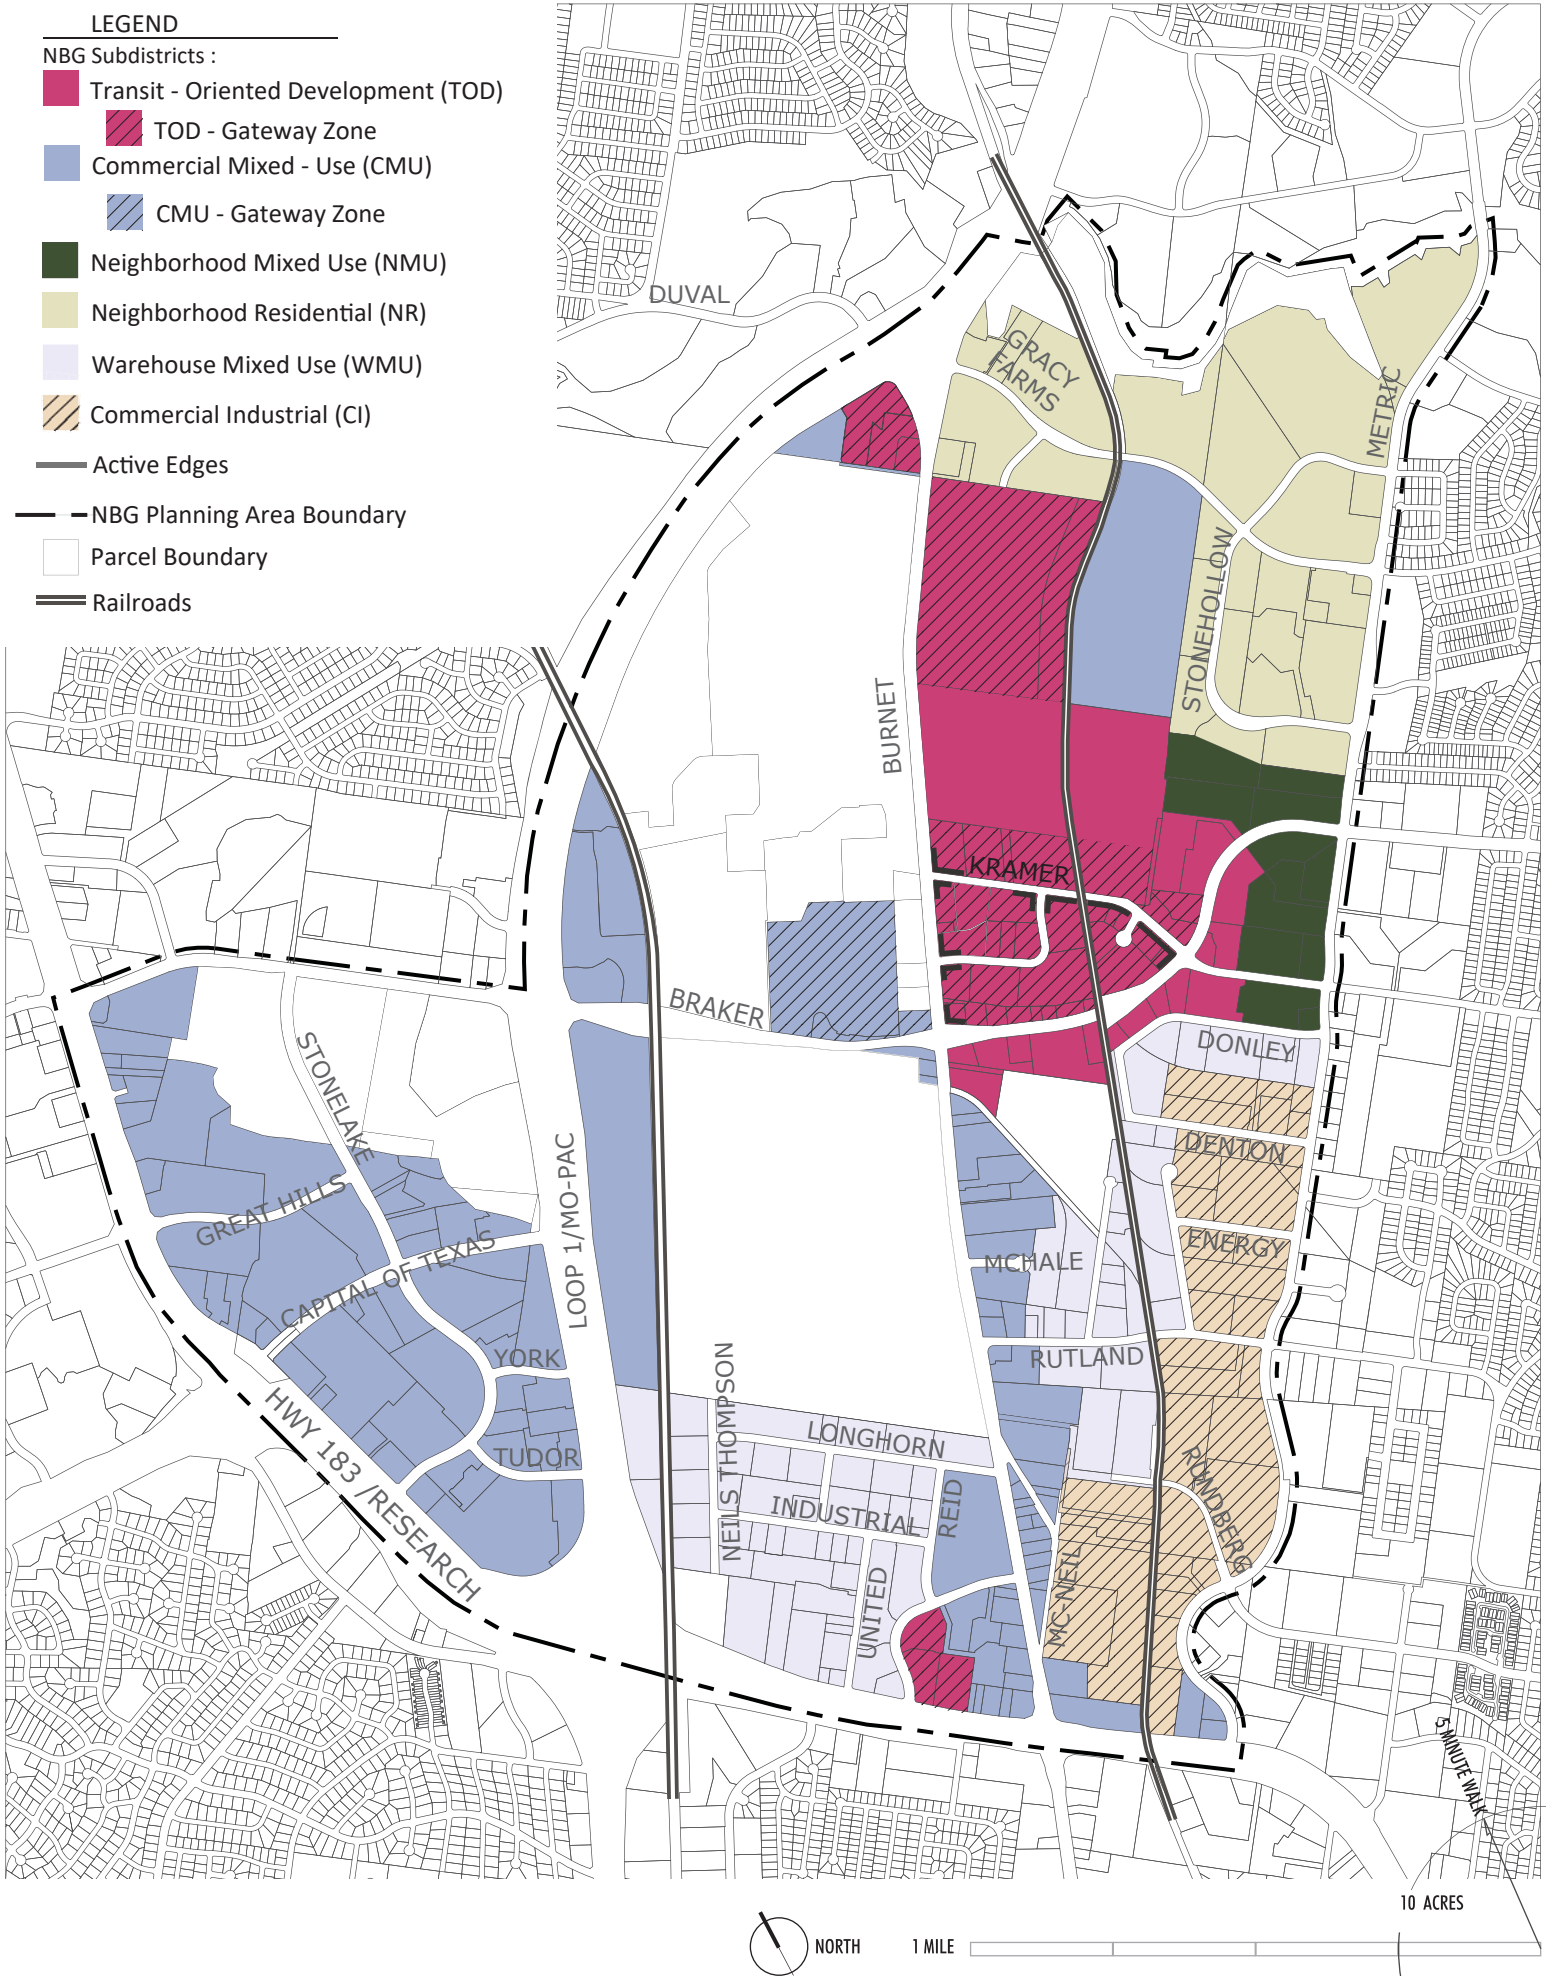 LEGEND
NBG Subdistricts :
Transit - Oriented Development (TOD)
TOD - Gateway Zone
Commercial Mixed - Use (CMU)
CMU - Gateway Zone
Neighborhood Mixed Use (NMU)
Neighborhood Residential (NR)
Warehouse Mixed Use (WMU)
Commercial Industrial (CI)
Active Edges
NBG Planning Area Boundary
Parcel Boundary
Railroads
DUVAL
GRACY
FARMS
METRIC
STONEHOLLOW
BURNET
KRAMER
BRAKER
DONLEY
STONELAKE
DENTON
GREAT HILLS
ENERGY
CAPITAL OF TEXAS
LOOP 1/MO-PAC
MCHALE
YORK
RUTLAND
HWY 183 /RESEARCH
NEILS THOMPSON
LONGHORN
TUDOR
RUNDBERG
INDUSTRIAL
REID
UNITED
MC NEIL
5 MINUTE WALK
10 ACRES
NORTH
1 MILE